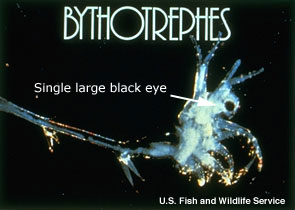 BYTHOTREPHES
Single large black eye
U.S. Fish and Wildlife Service